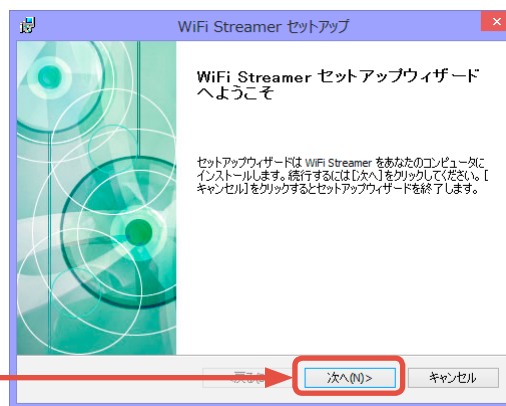 WiFi Streamer セットアップ
WiFi Streamer セットアップウィザード
へようこそ
セットアップウィザードは WiFi Streamer をあなたのコンピュータに
インストールします。続行するには[次へ]をクリックしてください。[
キャンセル]をクリックするとセットアップウィザードを終了します。
次へ(N)>
キャンセル